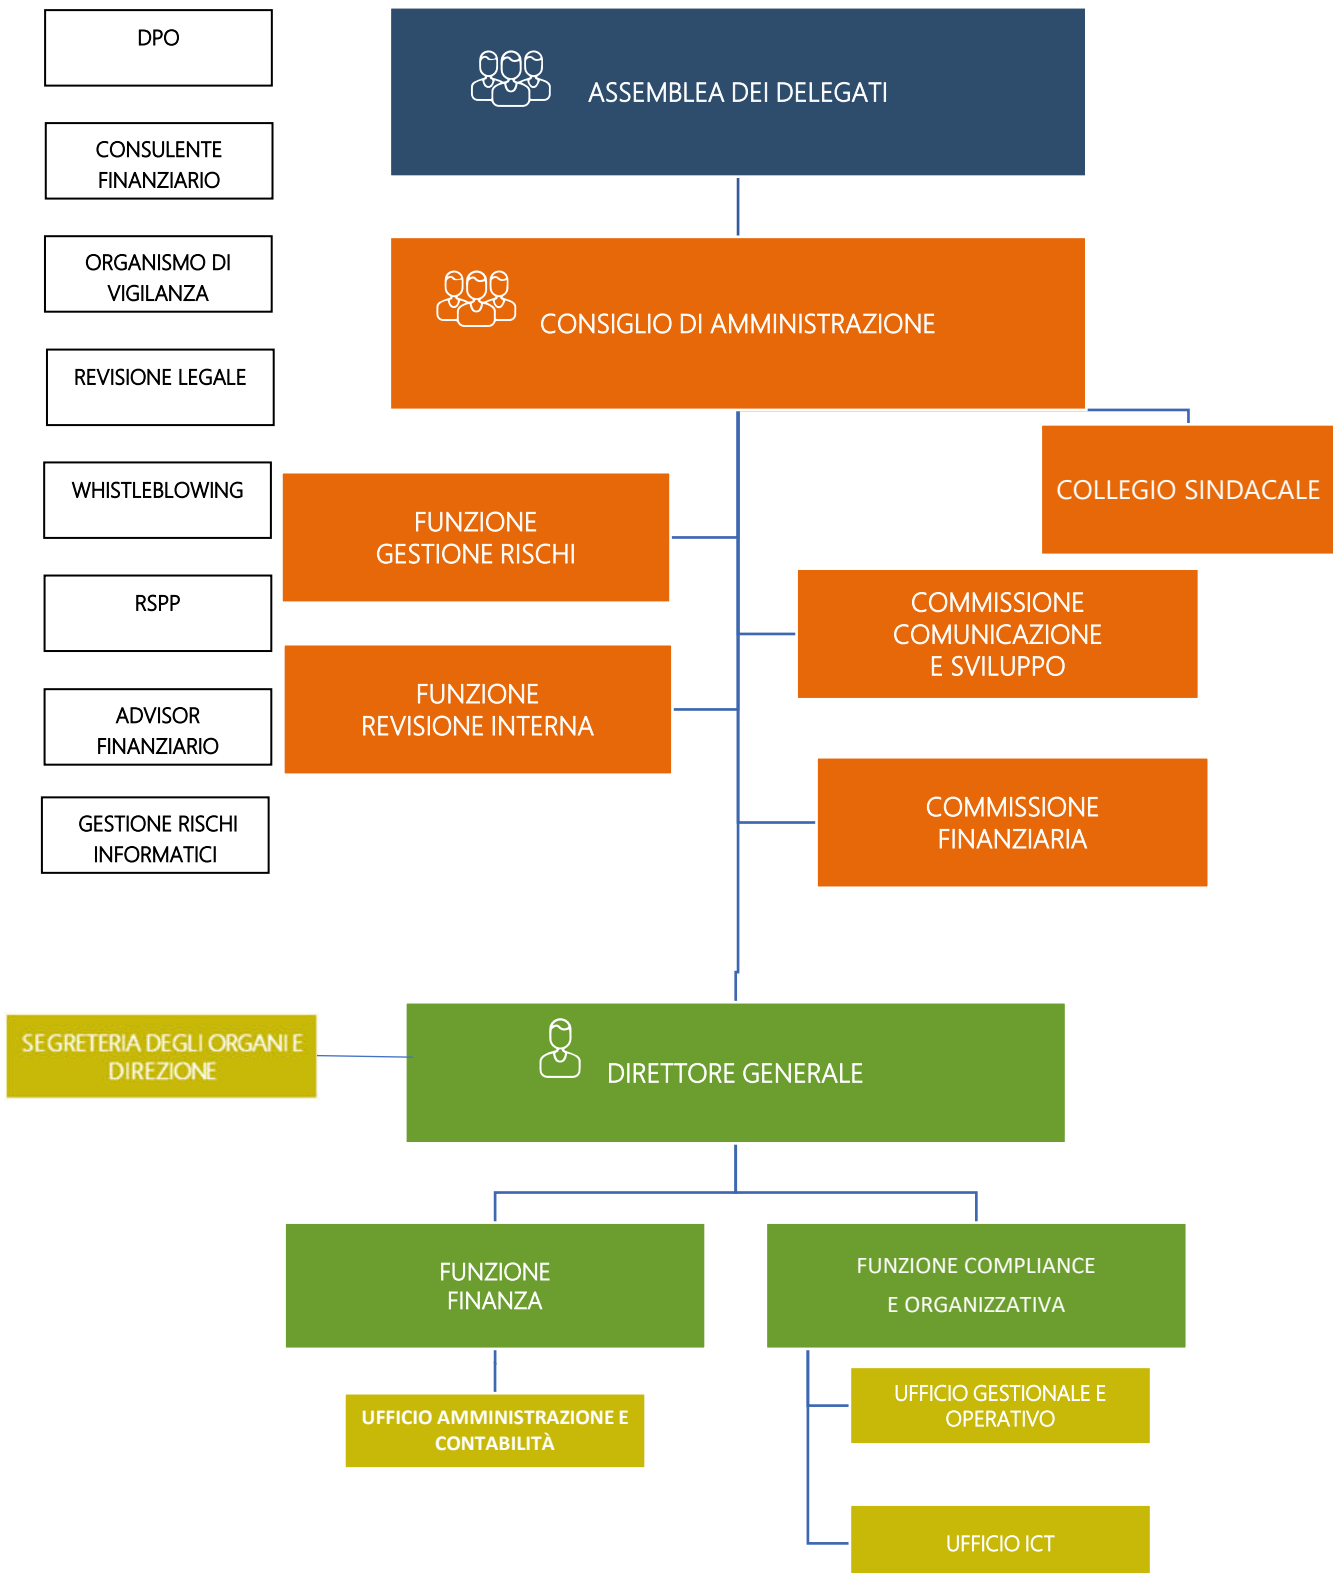 DPO
CONSULENTE
FINANZIARIO
ORGANISMO DI
VIGILANZA
REVISIONE LEGALE
WHISTLEBLOWING
RSPP
ADVISOR
FINANZIARIO
GESTIONE RISCHI
INFORMATICI
ASSEMBLEA DEI DELEGATI
CONSIGLIO DI AMMINISTRAZIONE
COLLEGIO SINDACALE
FUNZIONE
GESTIONE RISCHI
COMMISSIONE
COMUNICAZIONE
E SVILUPPO
FUNZIONE
REVISIONE INTERNA
COMMISSIONE
FINANZIARIA
SEGRETERIA DEGLI ORGANI E
DIREZIONE
DIRETTORE GENERALE
FUNZIONE
FINANZA
FUNZIONE COMPLIANCE
E ORGANIZZATIVA
UFFICIO AMMINISTRAZIONE E
CONTABILITÀ
UFFICIO GESTIONALE E
OPERATIVO
UFFICIO ICT